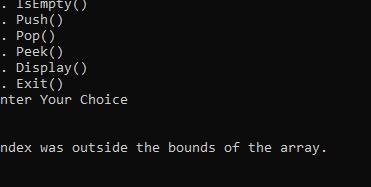 . IsEmpty()
. Push()
. Pop()
. Peek()
. Display()
. Exit()
nter Your Choice
ndex was outside the bounds of the array.